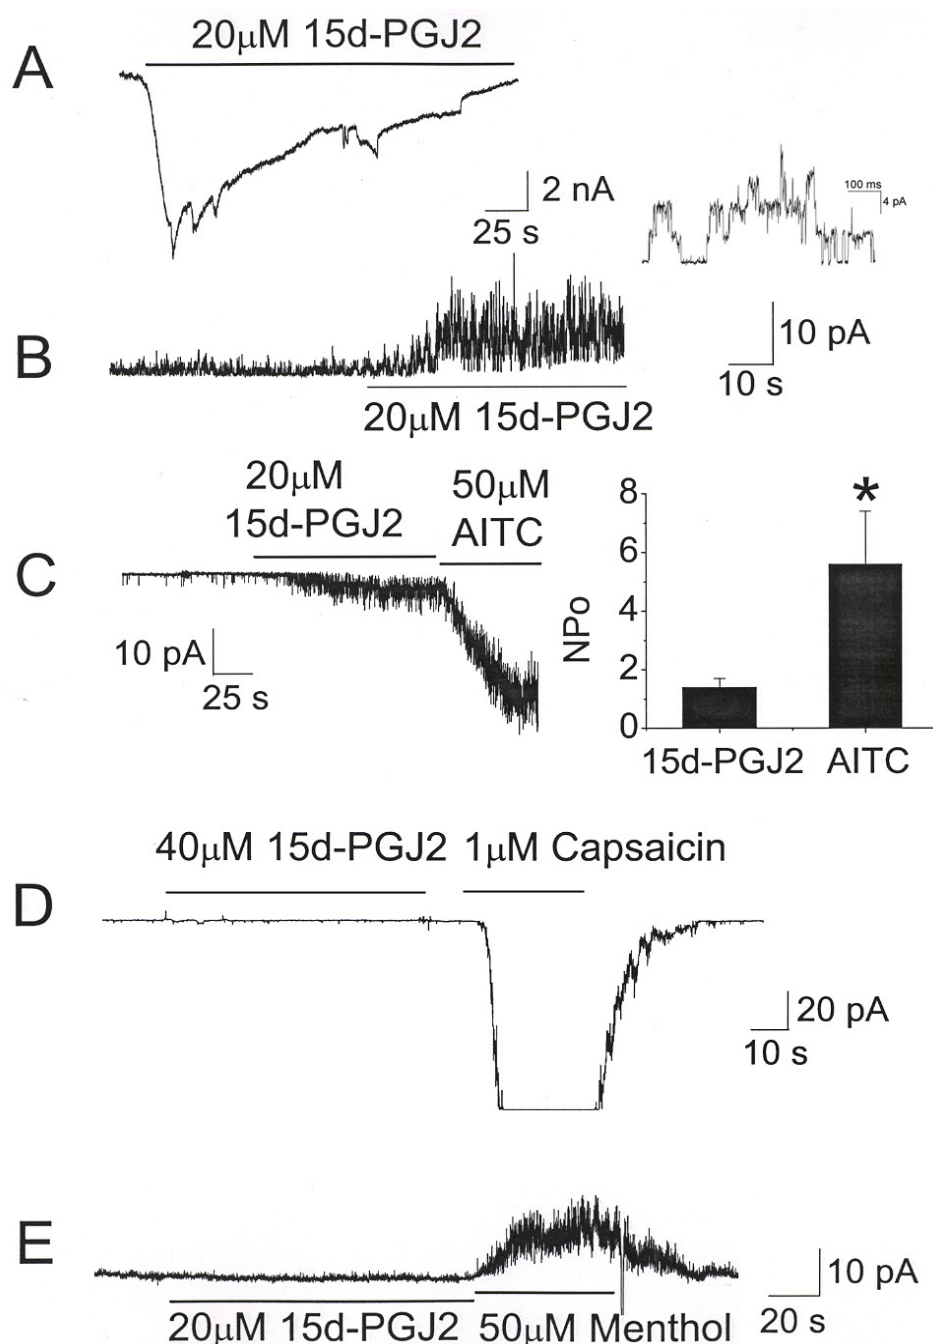 A
20μM 15d-PGJ2
2 nA
25 s
100 ms
4 pA
B
10 pA
10 s
20μM 15d-PGJ2
C
20μM
15d-PGJ2
50μM
AITC
10 pA
25 s
*
8
6
4
2
0
NPo
15d-PGJ2 AITC
D
40μM 15d-PGJ2 1μM Capsaicin
20 pA
10 s
E
10 pA
20 s
20μM 15d-PGJ2 50μM Menthol